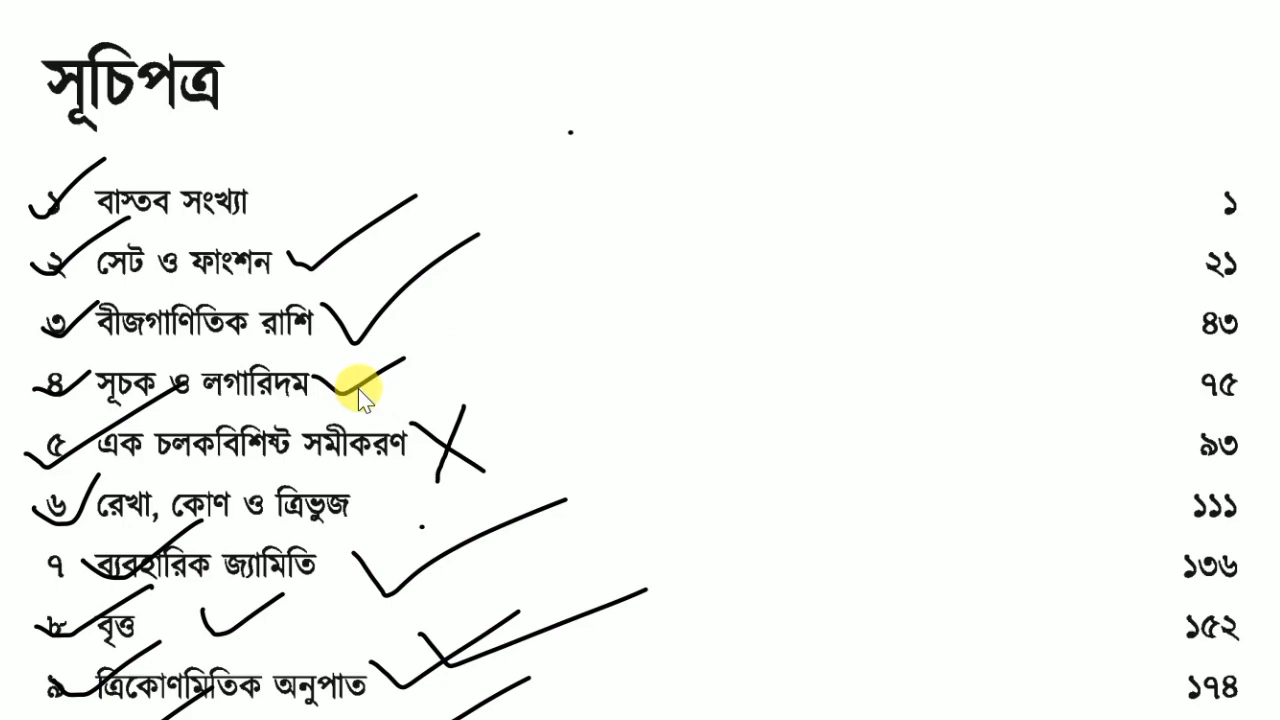 সূচিপত্র
১ বাস্তব সংখ্যা ১
২ সেট ও ফাংশন ২১
৩ বীজগাণিতিক রাশি ৪৩
৪ সূচক ও লগারিদম ৭৫
৫ এক চলকবিশিষ্ট সমীকরণ ৯৩
৬ রেখা, কোণ ও ত্রিভুজ ১১১
৭ ব্যবহারিক জ্যামিতি ১৩৬
৮ বৃত্ত ১৫২
৯ ত্রিকোণমিতিক অনুপাত ১৭৪